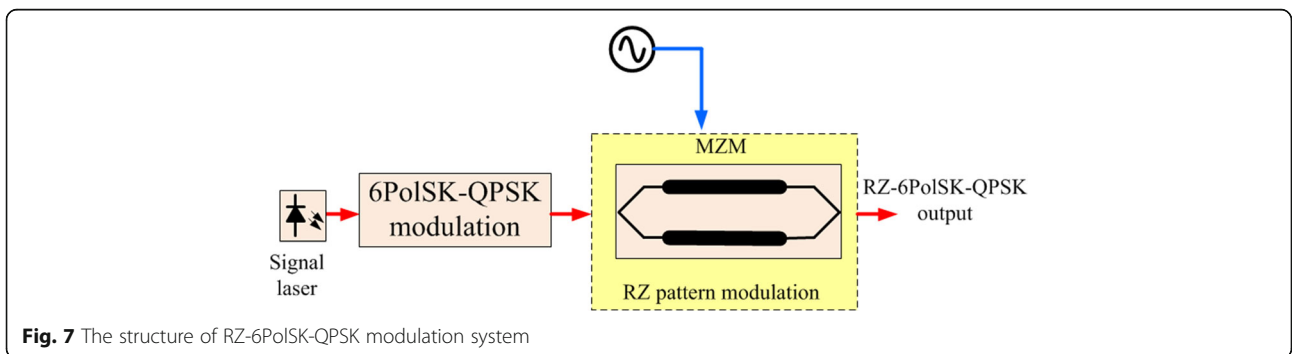 MZM
6PolSK-QPSK
modulation
RZ-6PolSK-QPSK
output
Signal
laser
RZ pattern modulation
Fig. 7 The structure of RZ-6PolSK-QPSK modulation system